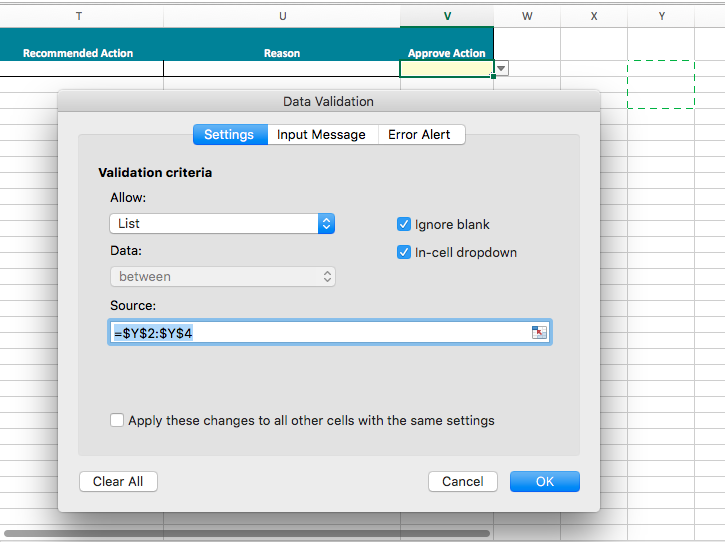 T U V W X Y
Recommended Action Reason Approve Action
Data Validation
Settings Input Message Error Alert
Validation criteria
Allow:
List
Ignore blank
Data:
In-cell dropdown
between
Source:
=$Y$2:$Y$4
Apply these changes to all other cells with the same settings
Clear All Cancel OK